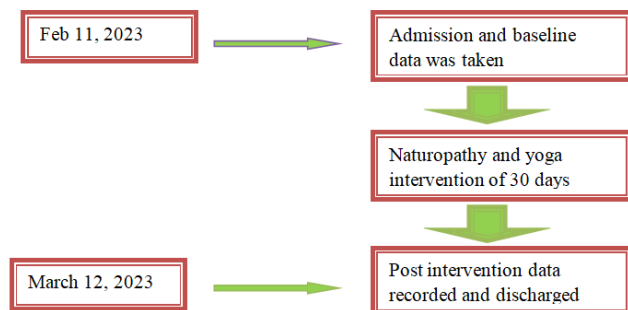 Feb 11, 2023
Admission and baseline
data was taken
Naturopathy and yoga
intervention of 30 days
March 12, 2023
Post intervention data
recorded and discharged